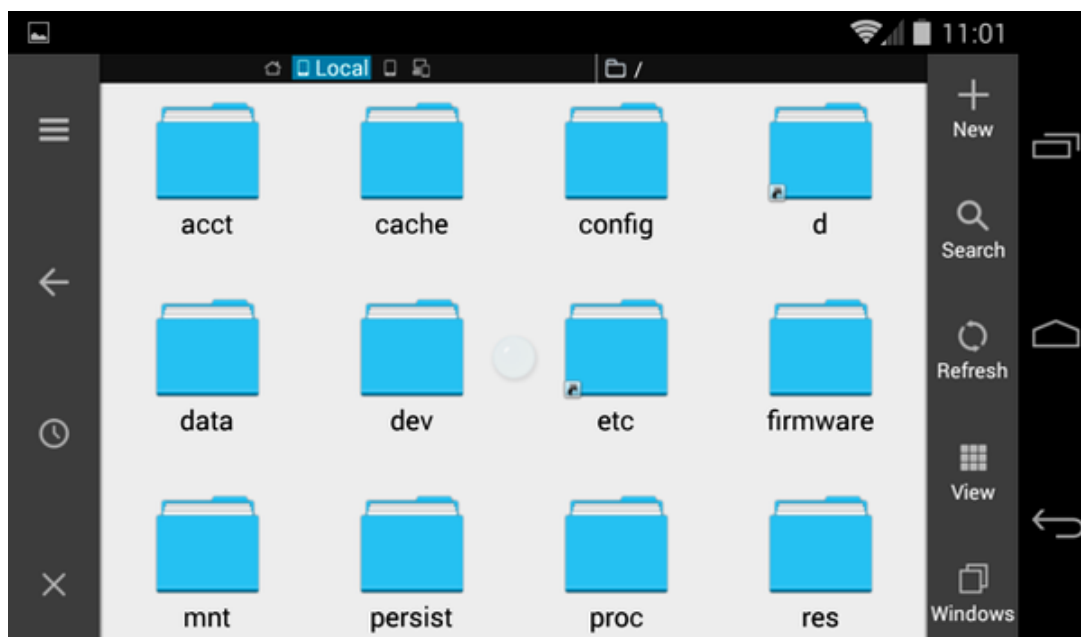 11:01
Local /
New
acct cache config d
Search
data dev etc firmware
Refresh
View
mnt persist proc res
Windows